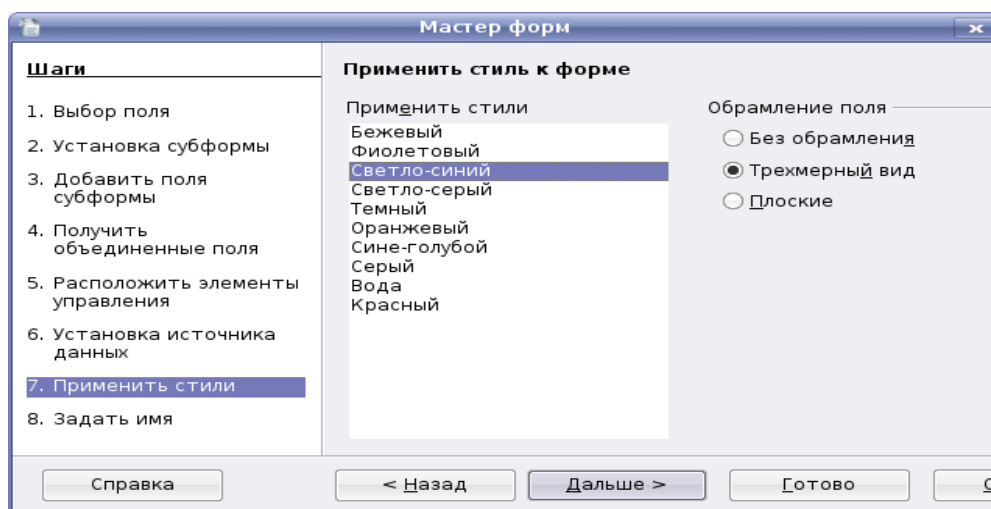 Мастер форм
Шаги
1. Выбор поля
2. Установка субформы
3. Добавить поля
субформы
4. Получить
объединенные поля
5. Расположить элементы
управления
6. Установка источника
данных
7. Применить стили
8. Задать имя
Применить стиль к форме
Применить стили
Бежевый
Фиолетовый
Светло-синий
Светло-серый
Темный
Оранжевый
Сине-голубой
Серый
Вода
Красный
Обрамление поля
Без обрамления
Трехмерный вид
Плоские
Справка
< Назад
Дальше >
Готово